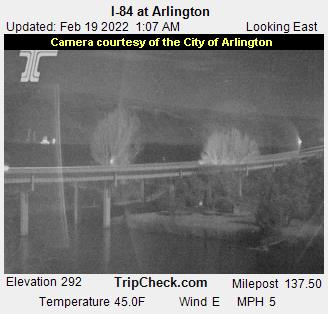 I-84 at Arlington
Updated: Feb 19 2022 1:07 AM Looking East
Camera courtesy of the City of Arlington
Elevation 292 TripCheck.com Milepost 137.50
Temperature 45.0F Wind E MPH 5